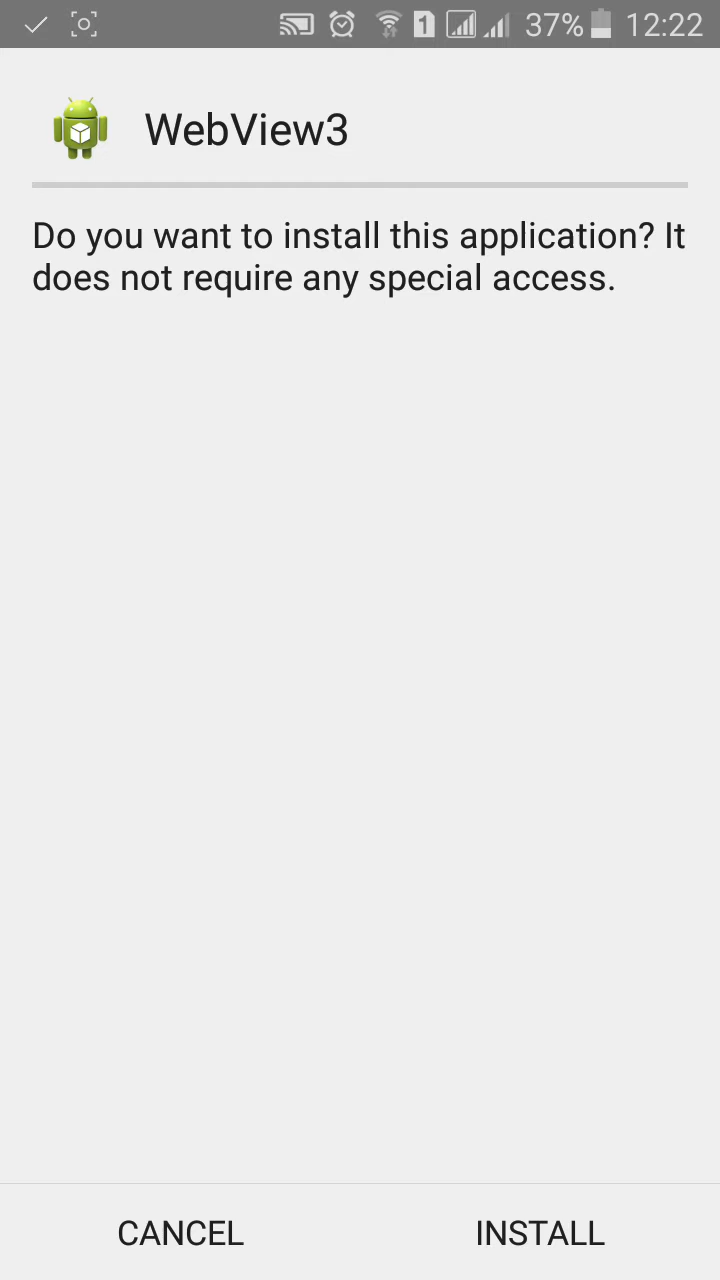 1 37% 12:22
WebView3
Do you want to install this application? It
does not require any special access.
CANCEL INSTALL